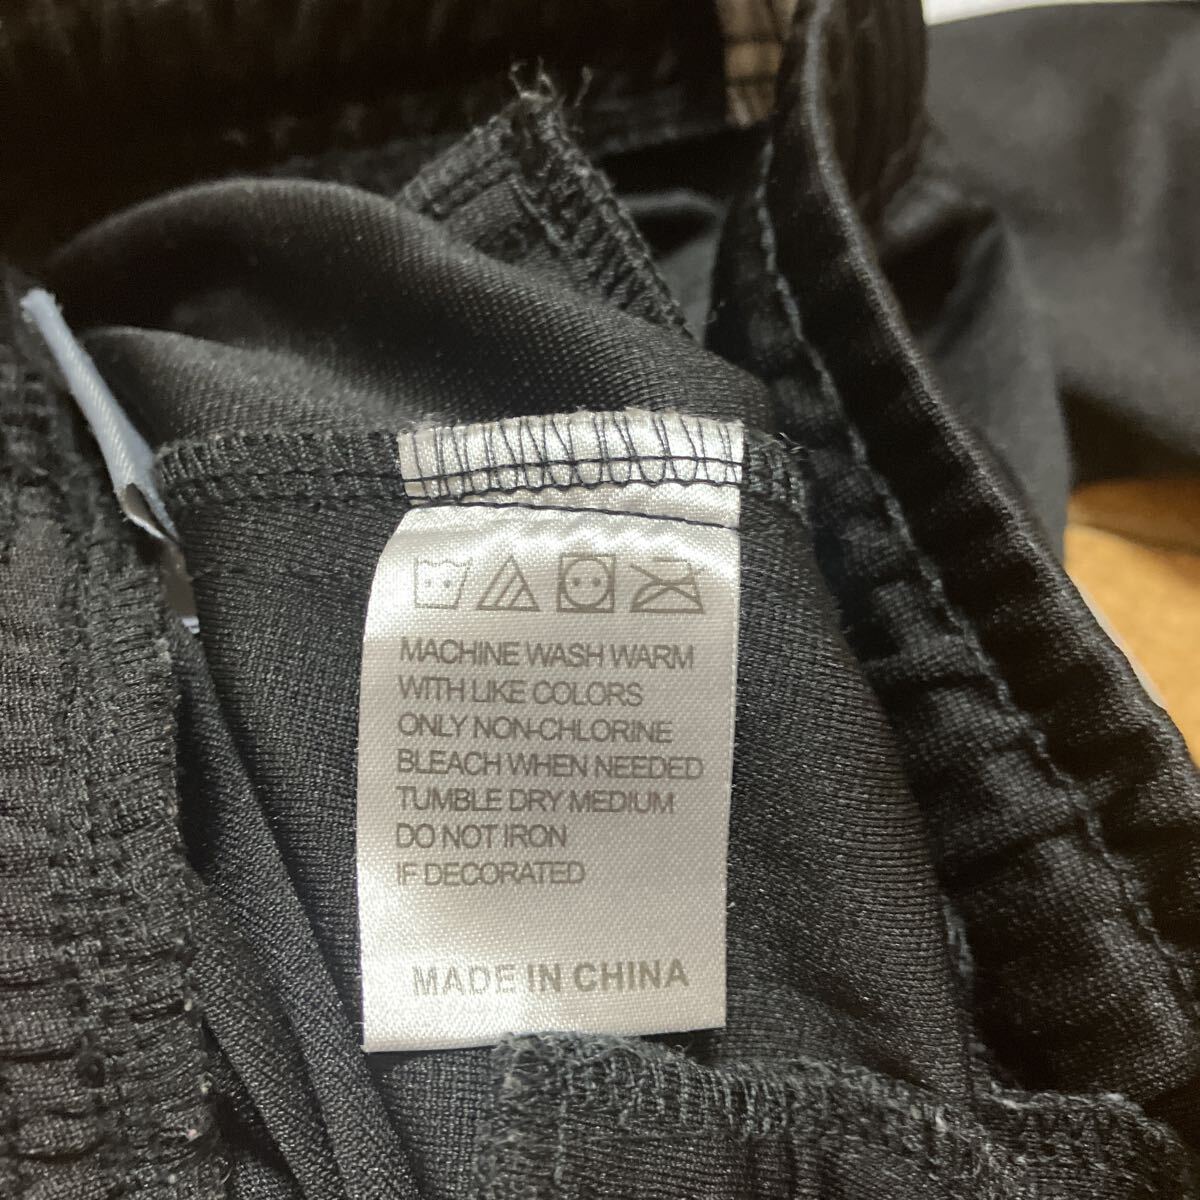 MACHINE WASH WARM
WITH LIKE COLORS
ONLY NON-CHLORINE
BLEACH WHEN NEEDED
TUMBLE DRY MEDIUM
DO NOT IRON
IF DECORATED
MADE IN CHINA